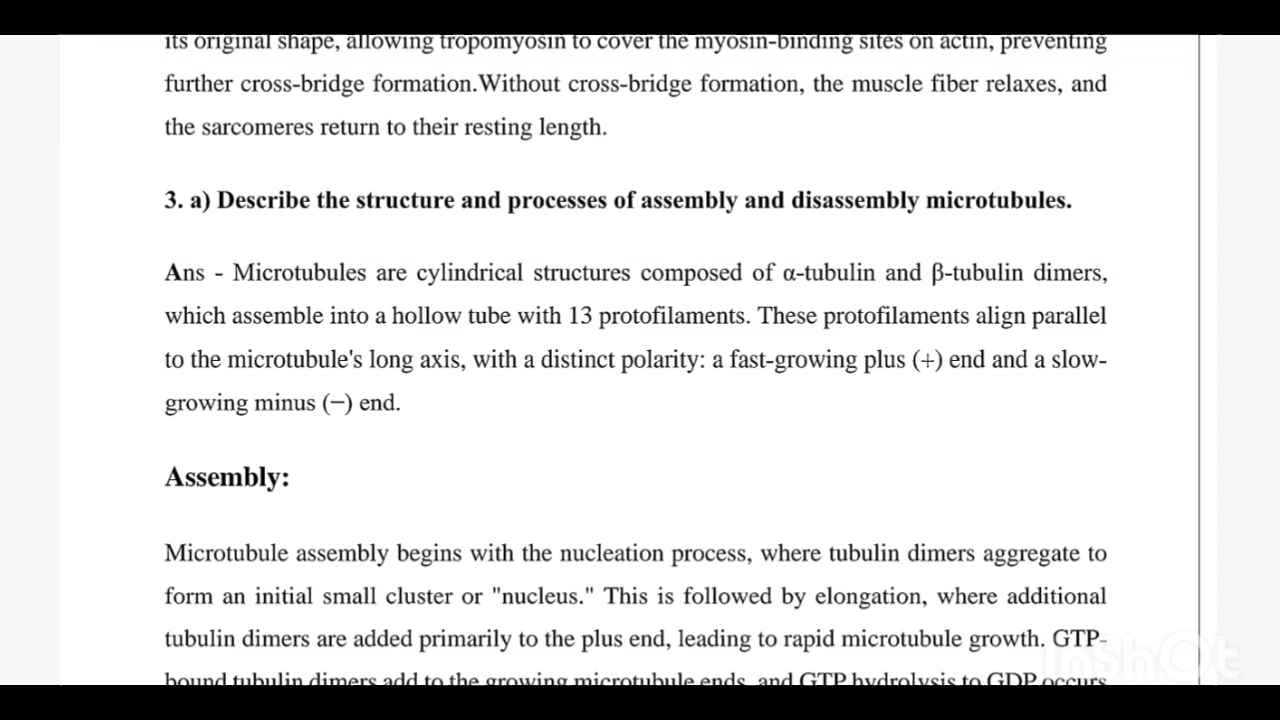 its original shape, allowing tropomyosin to cover the myosin-binding sites on actin, preventing
further cross-bridge formation.Without cross-bridge formation, the muscle fiber relaxes, and
the sarcomeres return to their resting length.
3. a) Describe the structure and processes of assembly and disassembly microtubules.
Ans - Microtubules are cylindrical structures composed of α-tubulin and β-tubulin dimers,
which assemble into a hollow tube with 13 protofilaments. These protofilaments align parallel
to the microtubule's long axis, with a distinct polarity: a fast-growing plus (+) end and a slow-
growing minus (−) end.
Assembly:
Microtubule assembly begins with the nucleation process, where tubulin dimers aggregate to
form an initial small cluster or "nucleus." This is followed by elongation, where additional
tubulin dimers are added primarily to the plus end, leading to rapid microtubule growth. GTP-
bound tubulin dimers add to the growing microtubule ends, and GTP hydrolysis to GDP occurs
InShOt